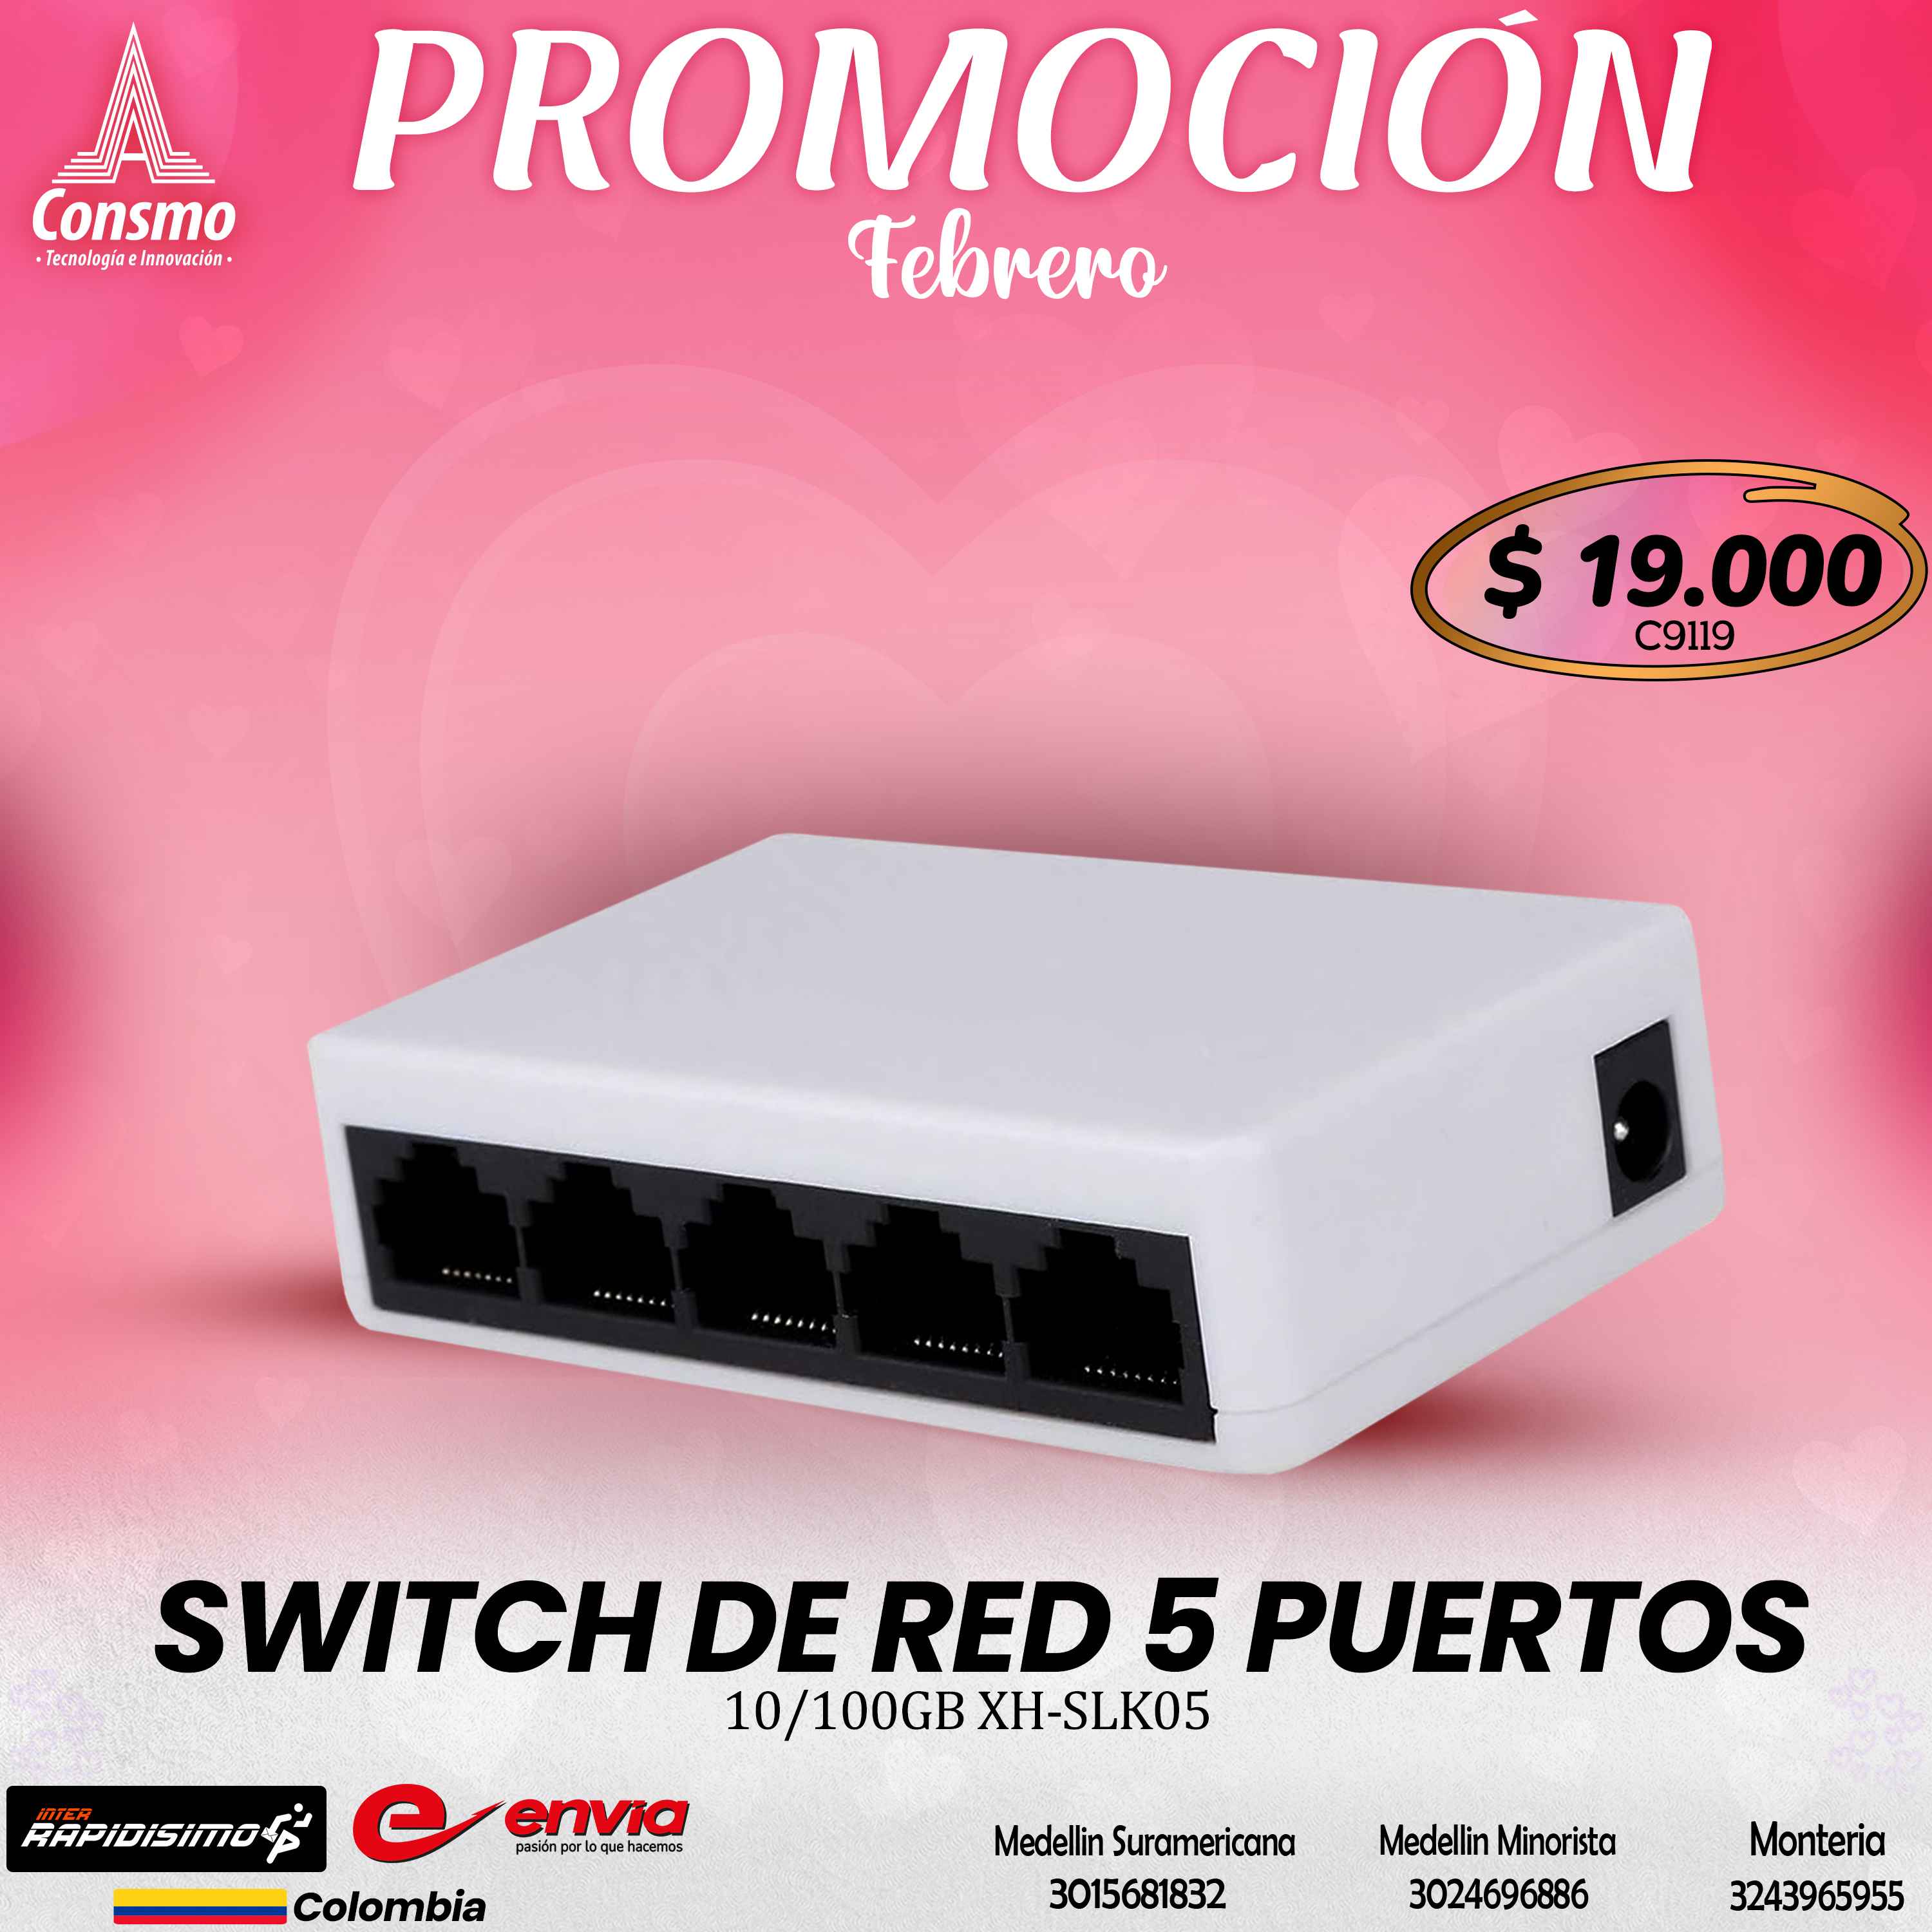 PROMOCIÓN
Febrero
A
Consmo
• Tecnología e Innovación •
$ 19.000
C9119
SWITCH DE RED 5 PUERTOS
10/100GB XH-SLK05
INTER
RAPIDISIMO
e envía
pasión por lo que hacemos
Colombia
Medellin Suramericana
3015681832
Medellin Minorista
3024696886
Monteria
3243965955